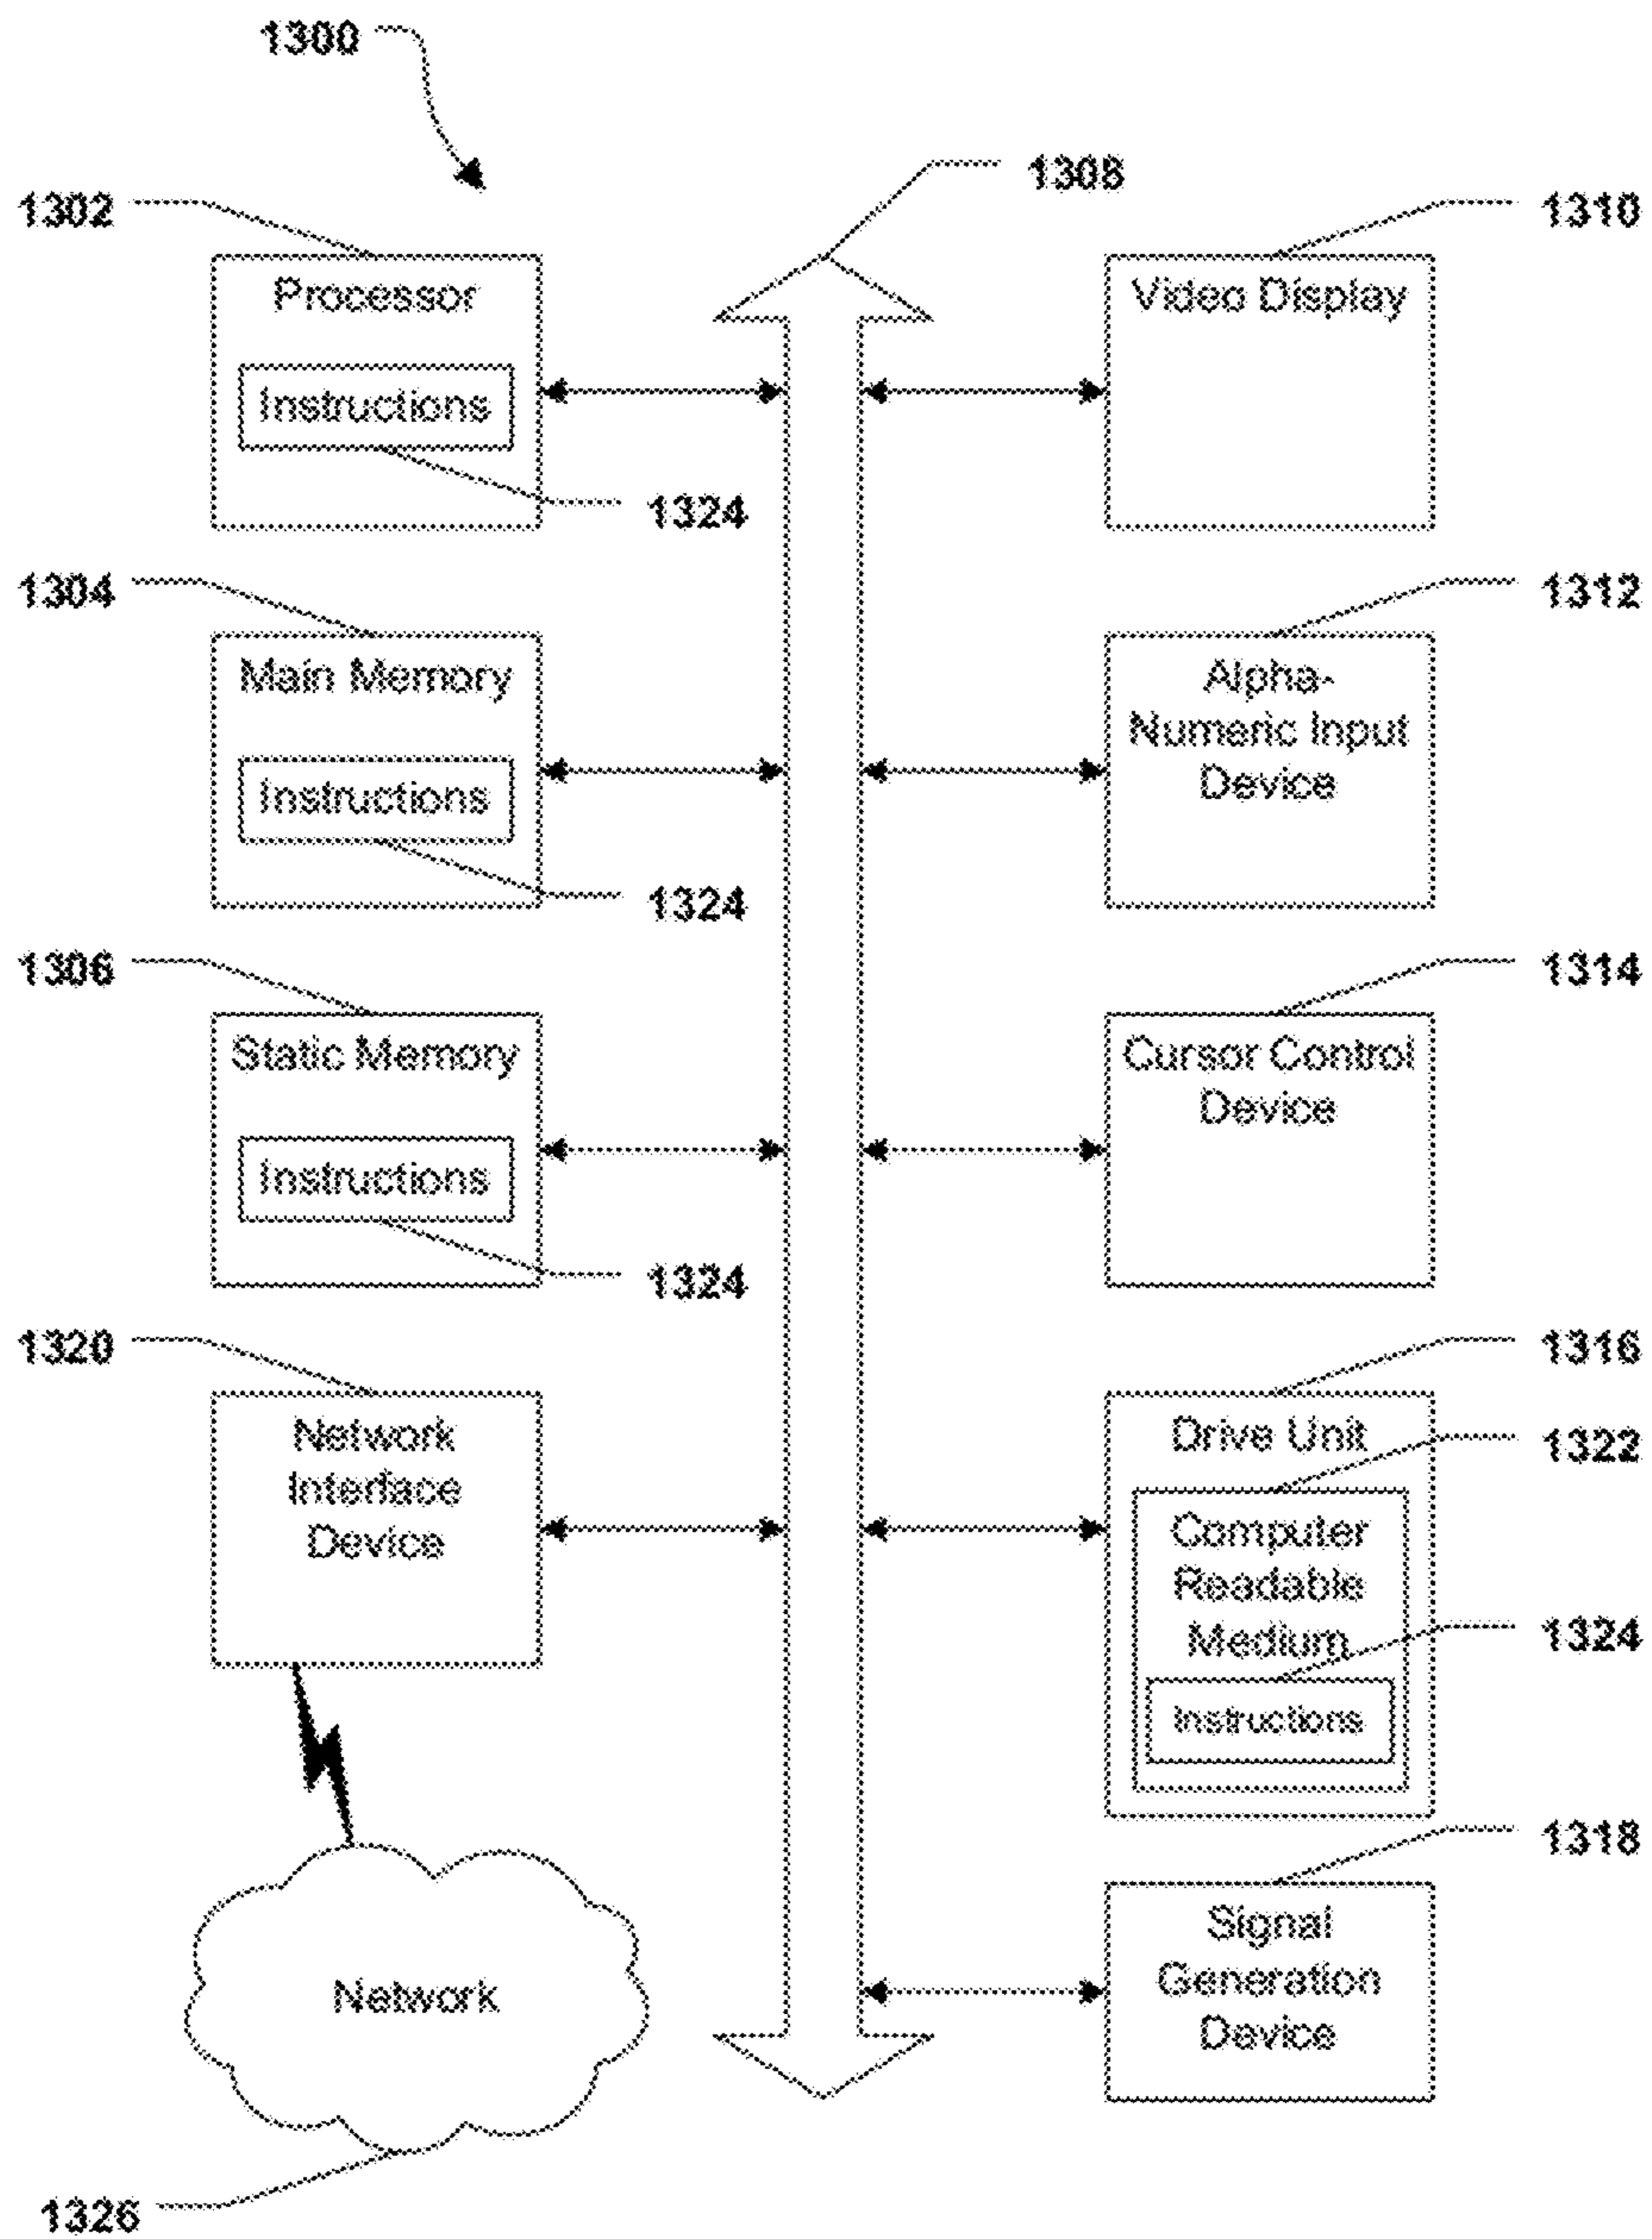 1300
1308
1302
1310
Processor
Video Display
Instructions
1324
1304
1312
Main Memory
Alpha-
Numeric Input
Device
Instructions
1324
1306
1314
Static Memory
Cursor Control
Device
Instructions
1324
1320
1316
Network
Interface
Device
Drive Unit
1322
Computer
Readable
Medium
1324
Instructions
1318
Signal
Generation
Device
Network
1326